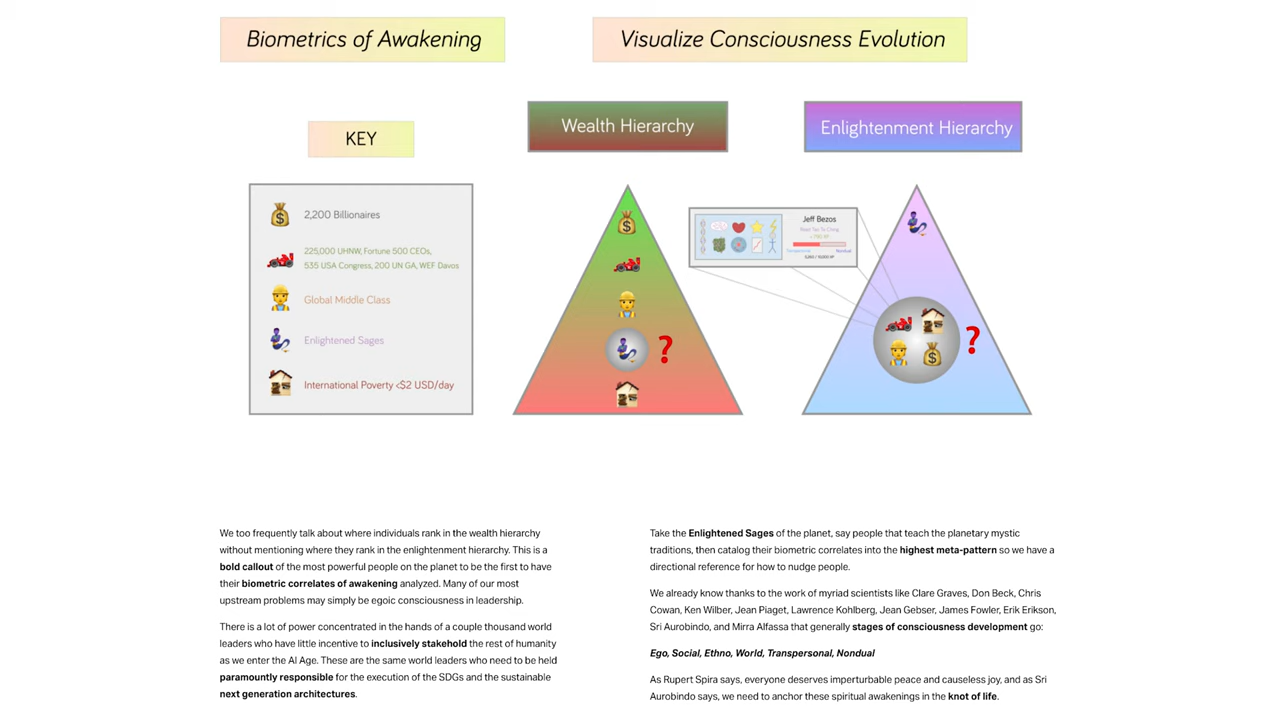 Biometrics of Awakening
Visualize Consciousness Evolution
KEY
Wealth Hierarchy
Enlightenment Hierarchy
2,200 Billionaires
225,000 UHNW, Fortune 500 CEOs,
535 USA Congress, 200 UN GA, WEF Davos
Global Middle Class
Enlightened Sages
International Poverty <$2 USD/day
?
Jeff Bezos
Nondual
?
We too frequently talk about where individuals rank in the wealth hierarchy
without mentioning where they rank in the enlightenment hierarchy. This is a
bold callout of the most powerful people on the planet to be the first to have
their biometric correlates of awakening analyzed. Many of our most
upstream problems may simply be egoic consciousness in leadership.
There is a lot of power concentrated in the hands of a couple thousand world
leaders who have little incentive to inclusively stakehold the rest of humanity
as we enter the AI Age. These are the same world leaders who need to be held
paramountly responsible for the execution of the SDGs and the sustainable
next generation architectures.
Take the Enlightened Sages of the planet, say people that teach the planetary mystic
traditions, then catalog their biometric correlates into the highest meta-pattern so we have a
directional reference for how to nudge people.
We already know thanks to the work of myriad scientists like Clare Graves, Don Beck, Chris
Cowan, Ken Wilber, Jean Piaget, Lawrence Kohlberg, Jean Gebser, James Fowler, Erik Erikson,
Sri Aurobindo, and Mirra Alfassa that generally stages of consciousness development go:
Ego, Social, Ethno, World, Transpersonal, Nondual
As Rupert Spira says, everyone deserves imperturbable peace and causeless joy, and as Sri
Aurobindo says, we need to anchor these spiritual awakenings in the knot of life.